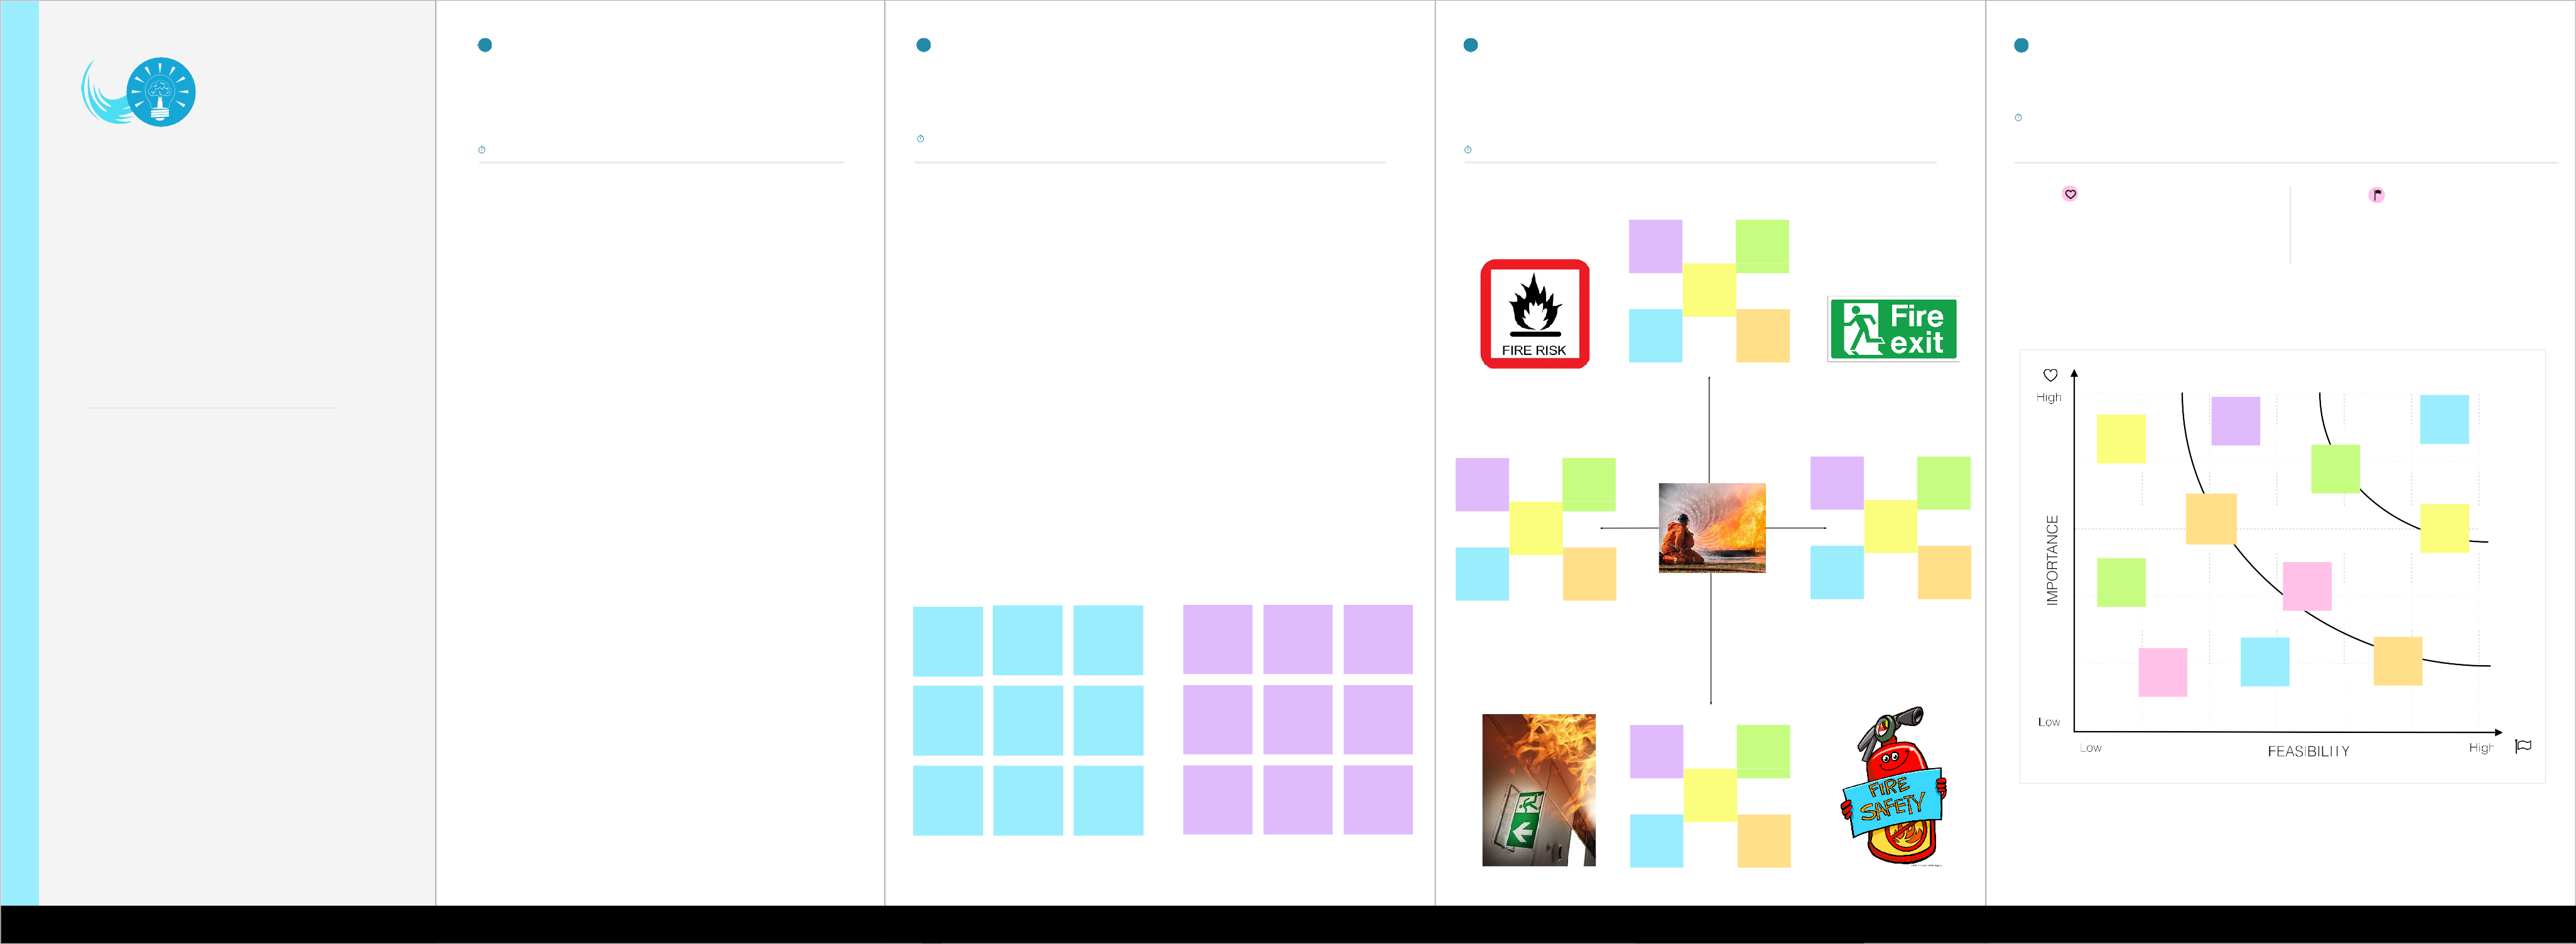 FIRE RISK
Fire
exit
FIRE
SAFETY
High
IMPORTANCE
Low
Low
FEASIBILITY
High